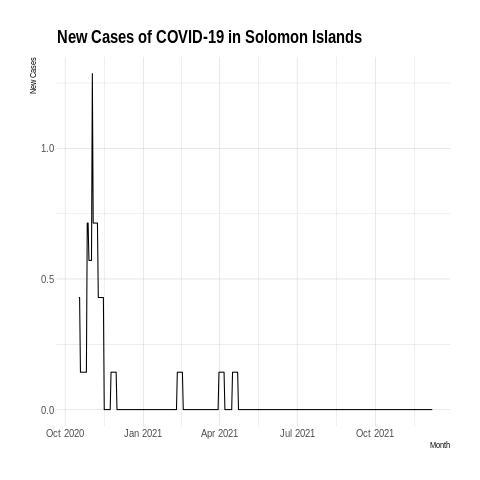 New Cases of COVID-19 in Solomon Islands
New Cases
1.0
0.5
0.0
Oct 2020 Jan 2021 Apr 2021 Jul 2021 Oct 2021
Month